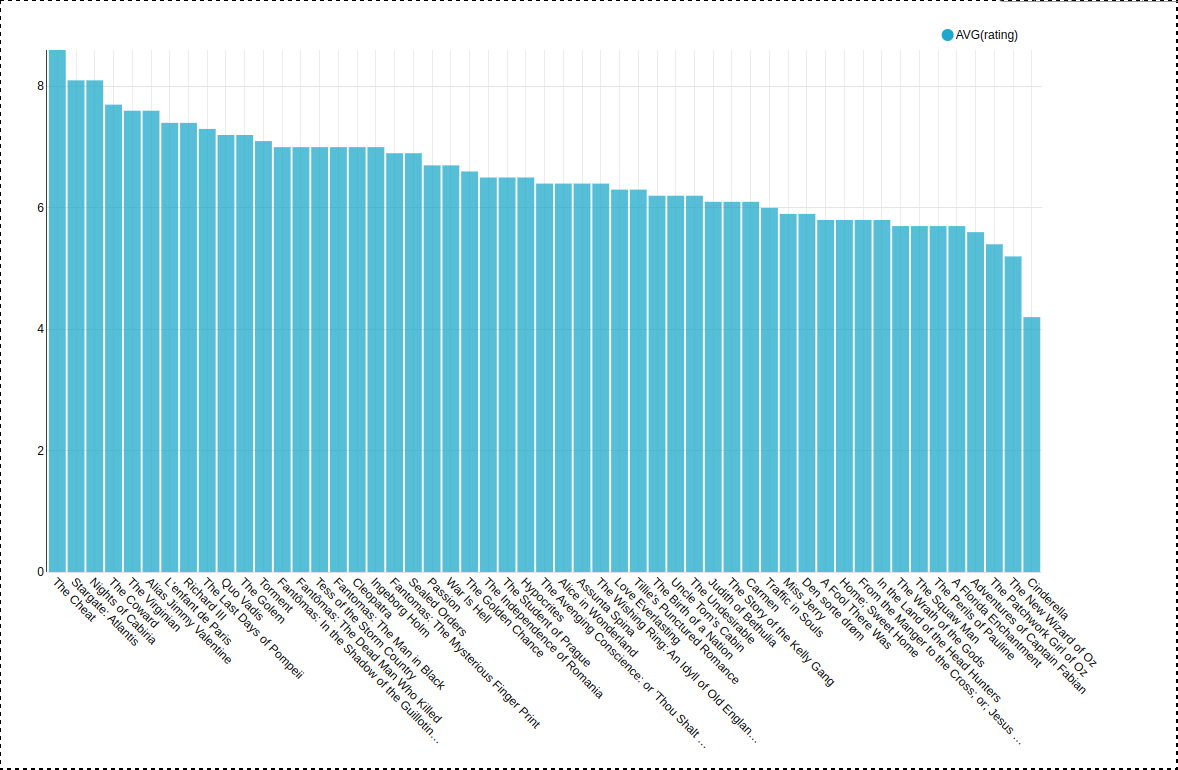 AVG(rating)
8
6
4
2
0
The Cheat
Stargate: Atlantis
Nights of Cabiria
The Coward
The Virginian
Alias Jimmy Valentine
L'enfant de Paris
Richard III
The Last Days of Pompeii
Quo Vadis
The Golem
Torment
Fantômas: In the Shadow of the Guillotin...
Fantômas: The Dean Man Who Killed
Tess of the Storm Country
Fantomas: The Man in Black
Cleopatra
Ingeborg Holm
Fantomas: The Mysterious Finger Print
Sealed Orders
Passion
War Is Hell
The Golden Chance
The Independence of Romania
The Student of Prague
Hypocrites
The Avenging Conscience: or Thou Shalt ...
Alice in Wonderland
Assunta Spina
The Wishing Ring: An Idyll of Old Englan...
Love Everlasting
Tillie's Punctured Romance
The Birth of a Nation
Uncle Tom's Cabin
The Undesirable
Judith of Bethulia
The Story of the Kelly Gang
Carmen
Traffic in Souls
Miss Jerry
Den sorte drøm
A Fool There Was
Home, Sweet Home
From the Manger to the Cross; or, Jesus ...
In the Land of the Head Hunters
The Wrath of the Gods
The Squaw Man
The Perils of Pauline
A Florida Enchantment
Adventures of Captain Fabian
The Patchwork Girl of Oz
The New Wizard of Oz
Cinderella